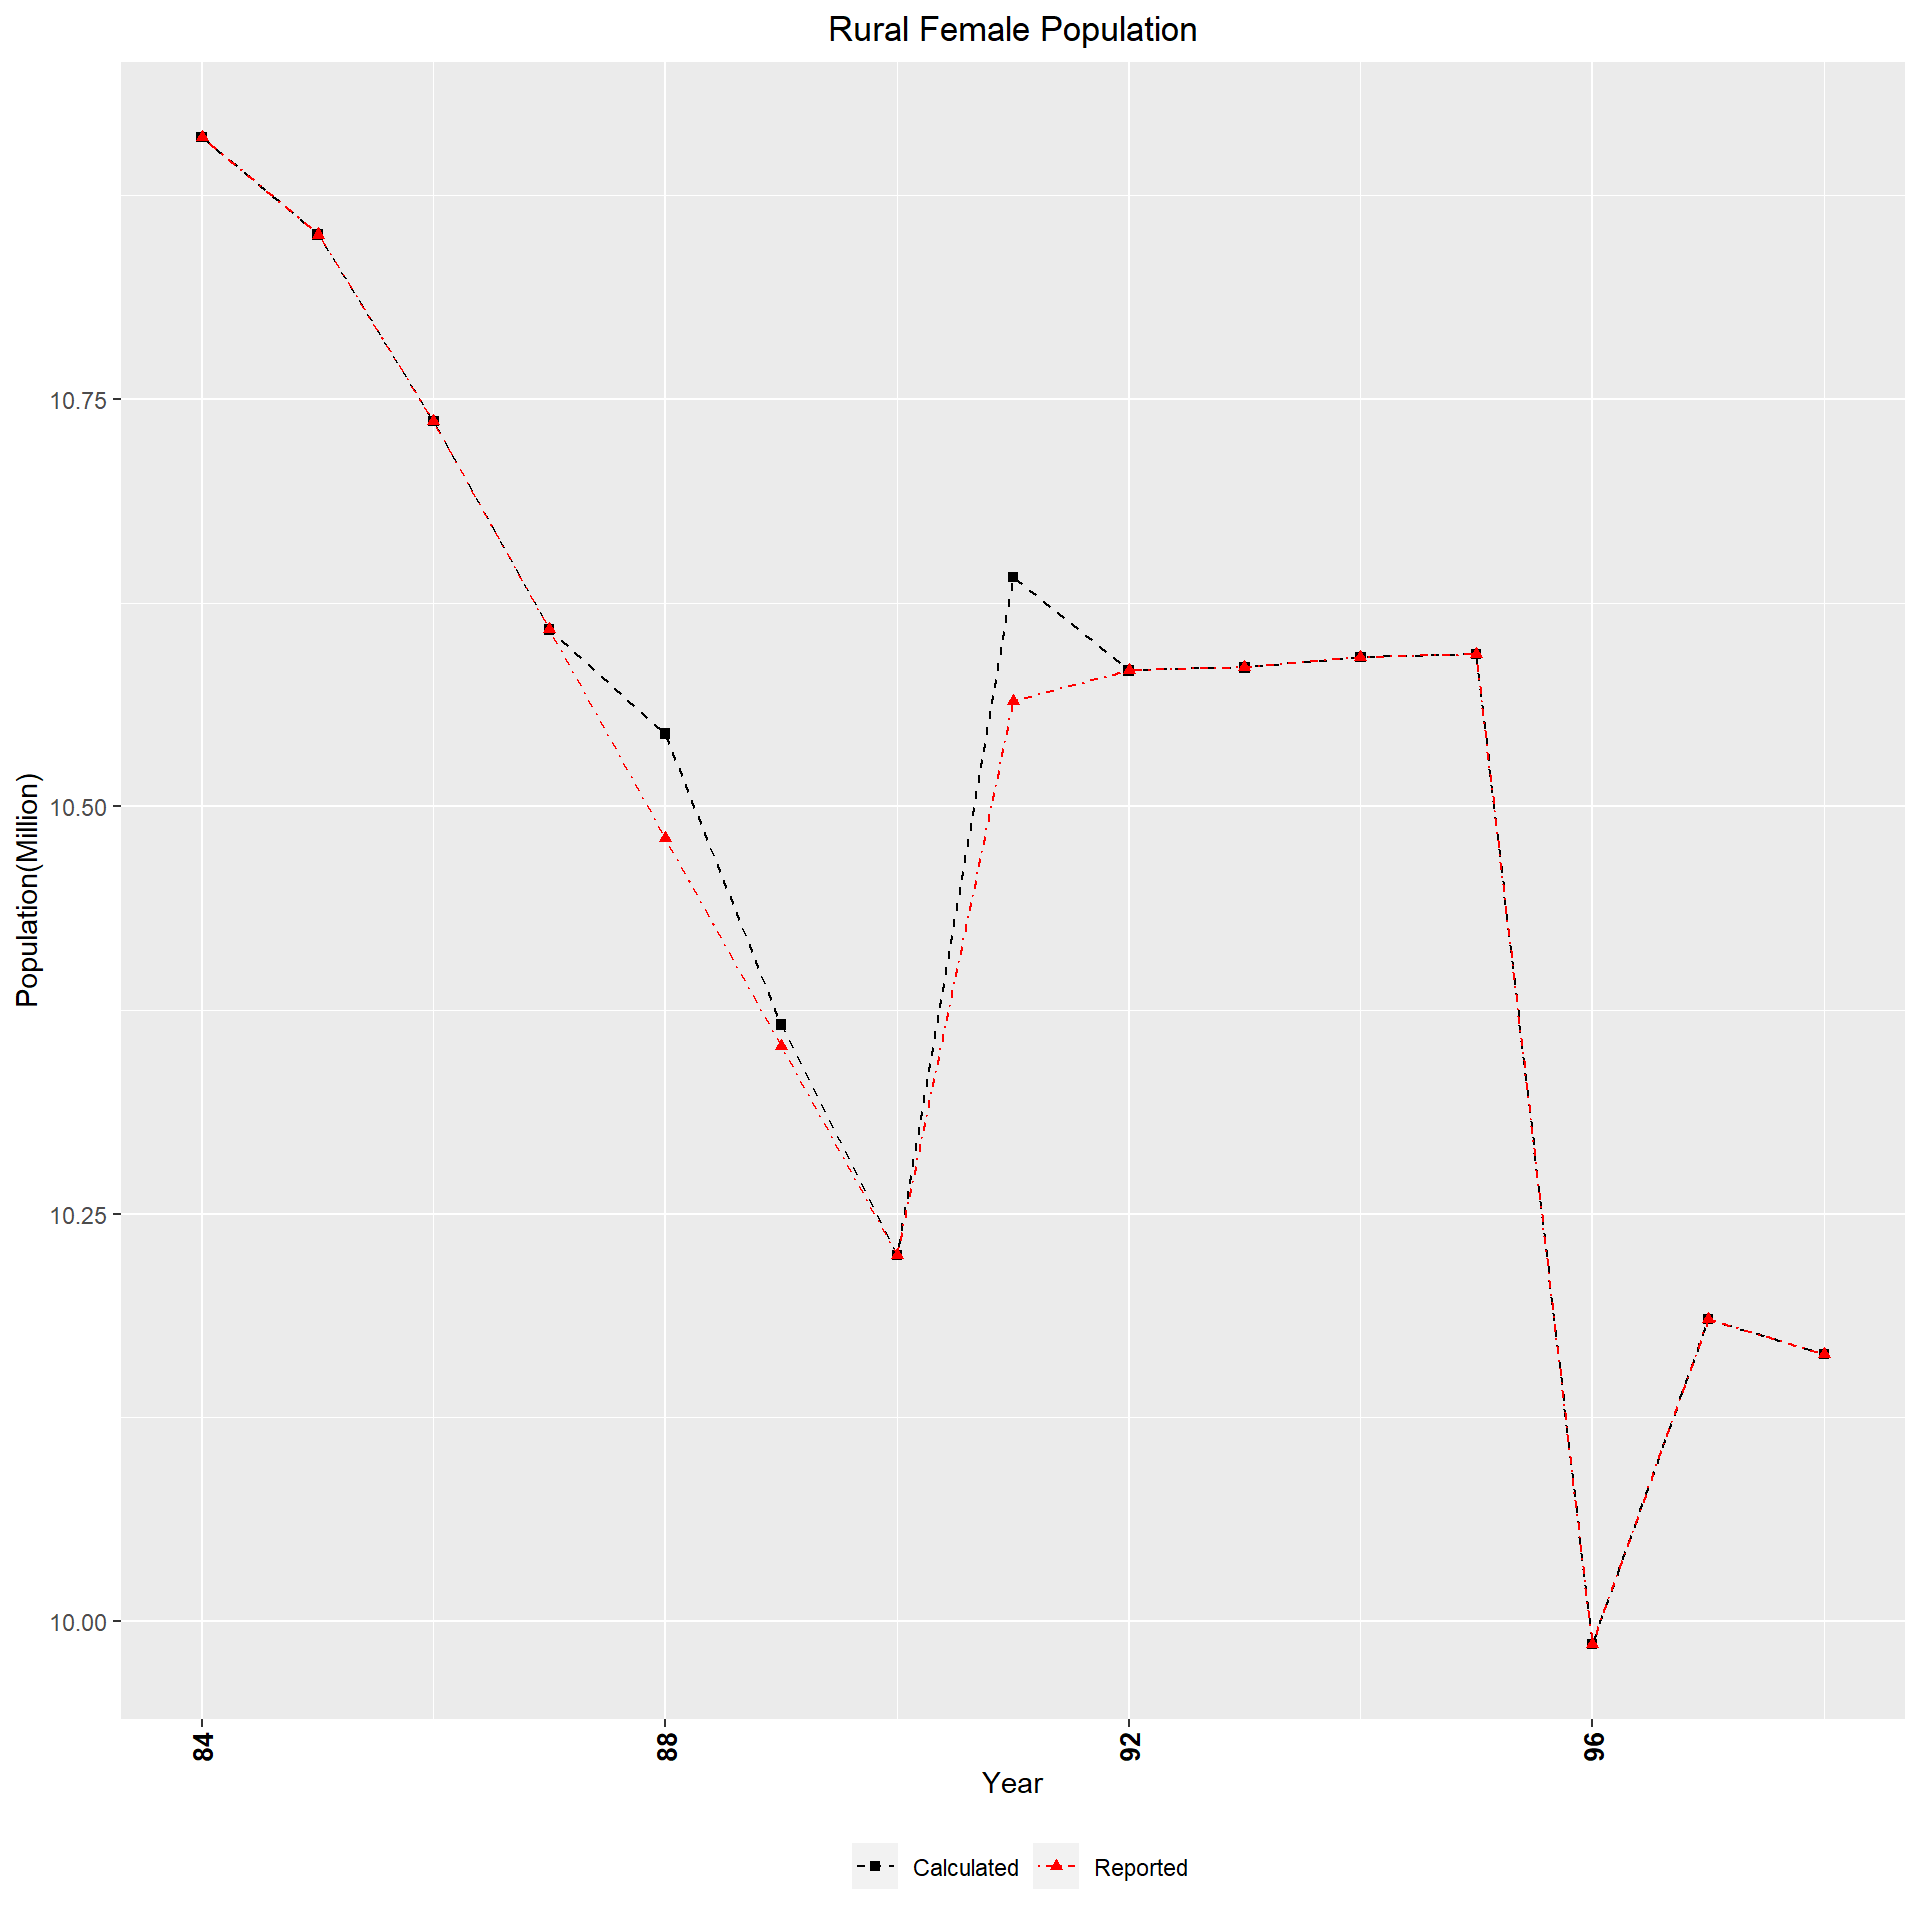 Rural Female Population
Population(Million)
10.75
10.50
10.25
10.00
84 88 92 96
Year
Calculated Reported